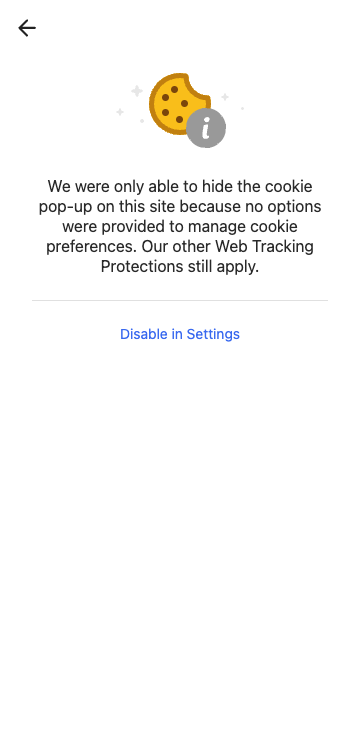 We were only able to hide the cookie
pop-up on this site because no options
were provided to manage cookie
preferences. Our other Web Tracking
Protections still apply.
Disable in Settings